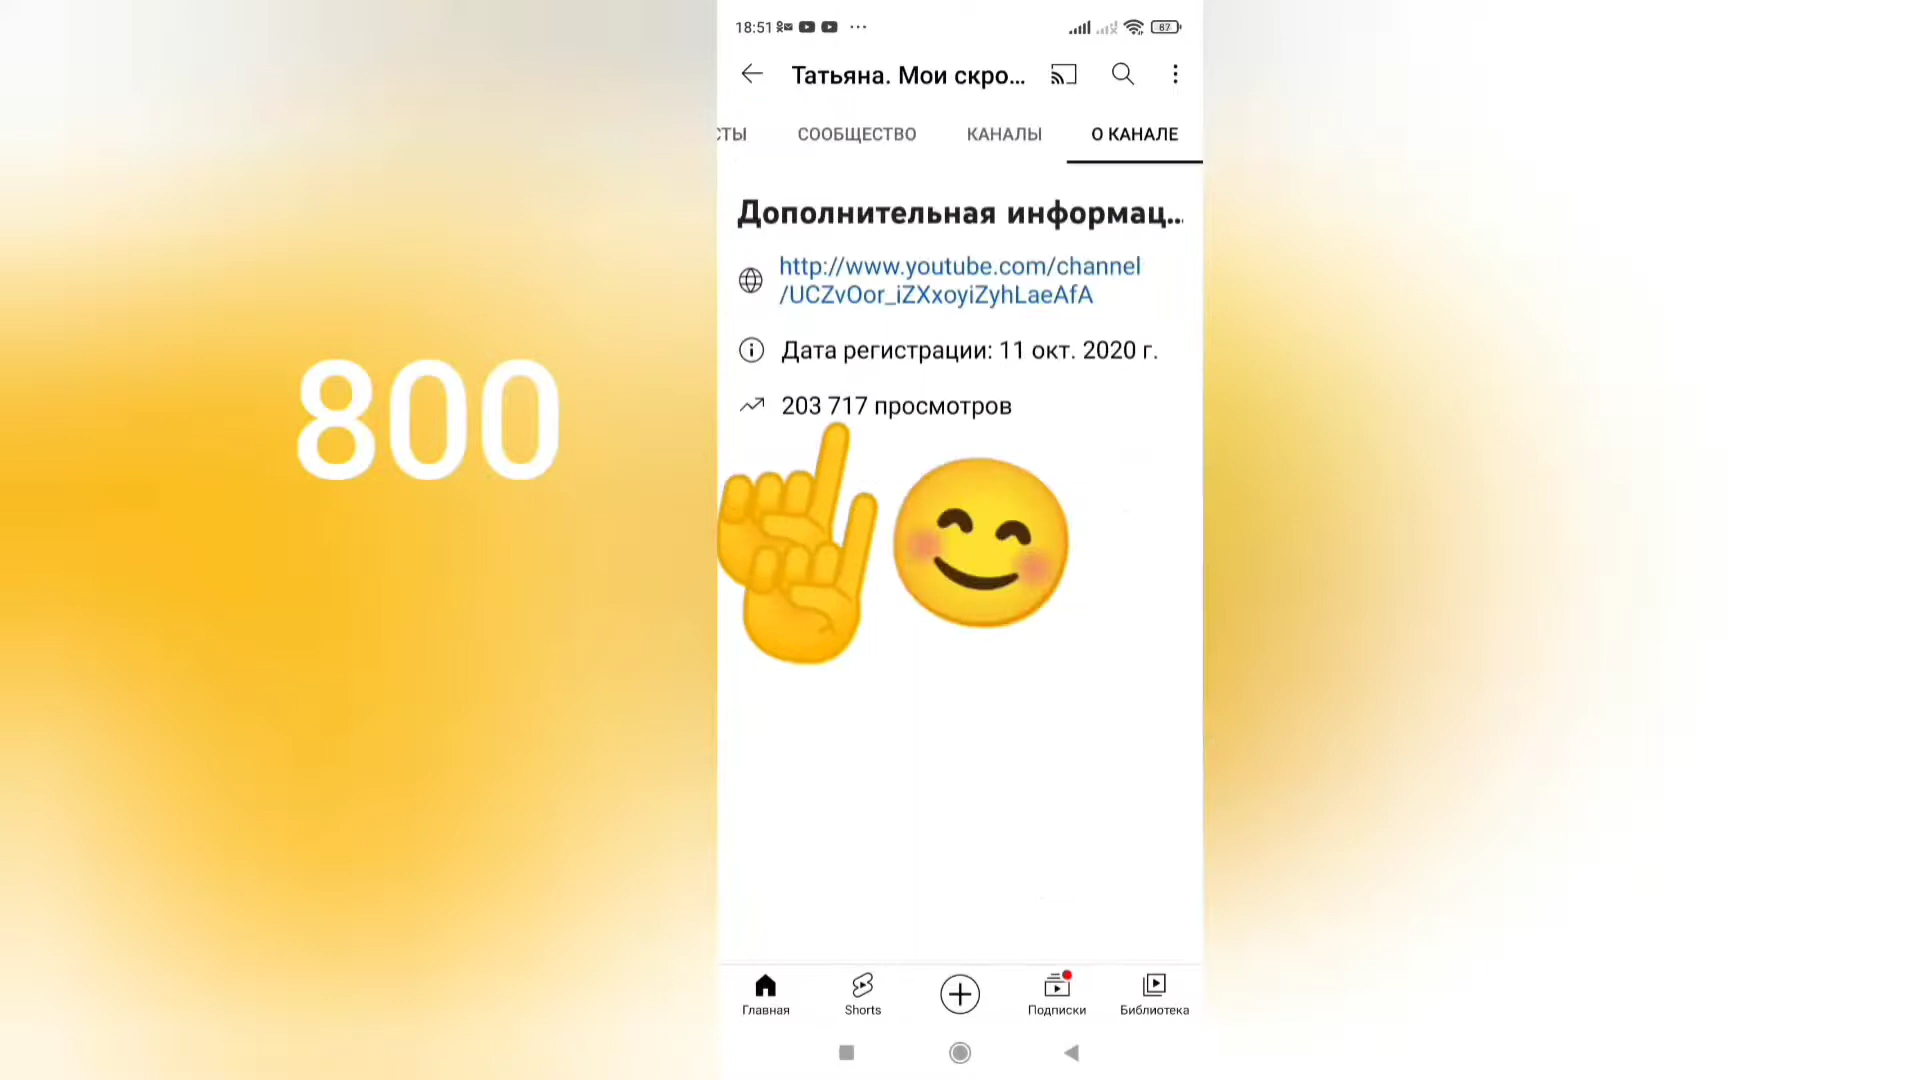 18:51
87
Татьяна. Мои скро...
СТЫ
СООБЩЕСТВО
КАНАЛЫ
О КАНАЛЕ
Дополнительная информац...
http://www.youtube.com/channel
/UCZvOor_iZXxoyiZyhLaeAfA
Дата регистрации: 11 окт. 2020 г.
800
203 717 просмотров
Главная
Shorts
Подписки
Библиотека